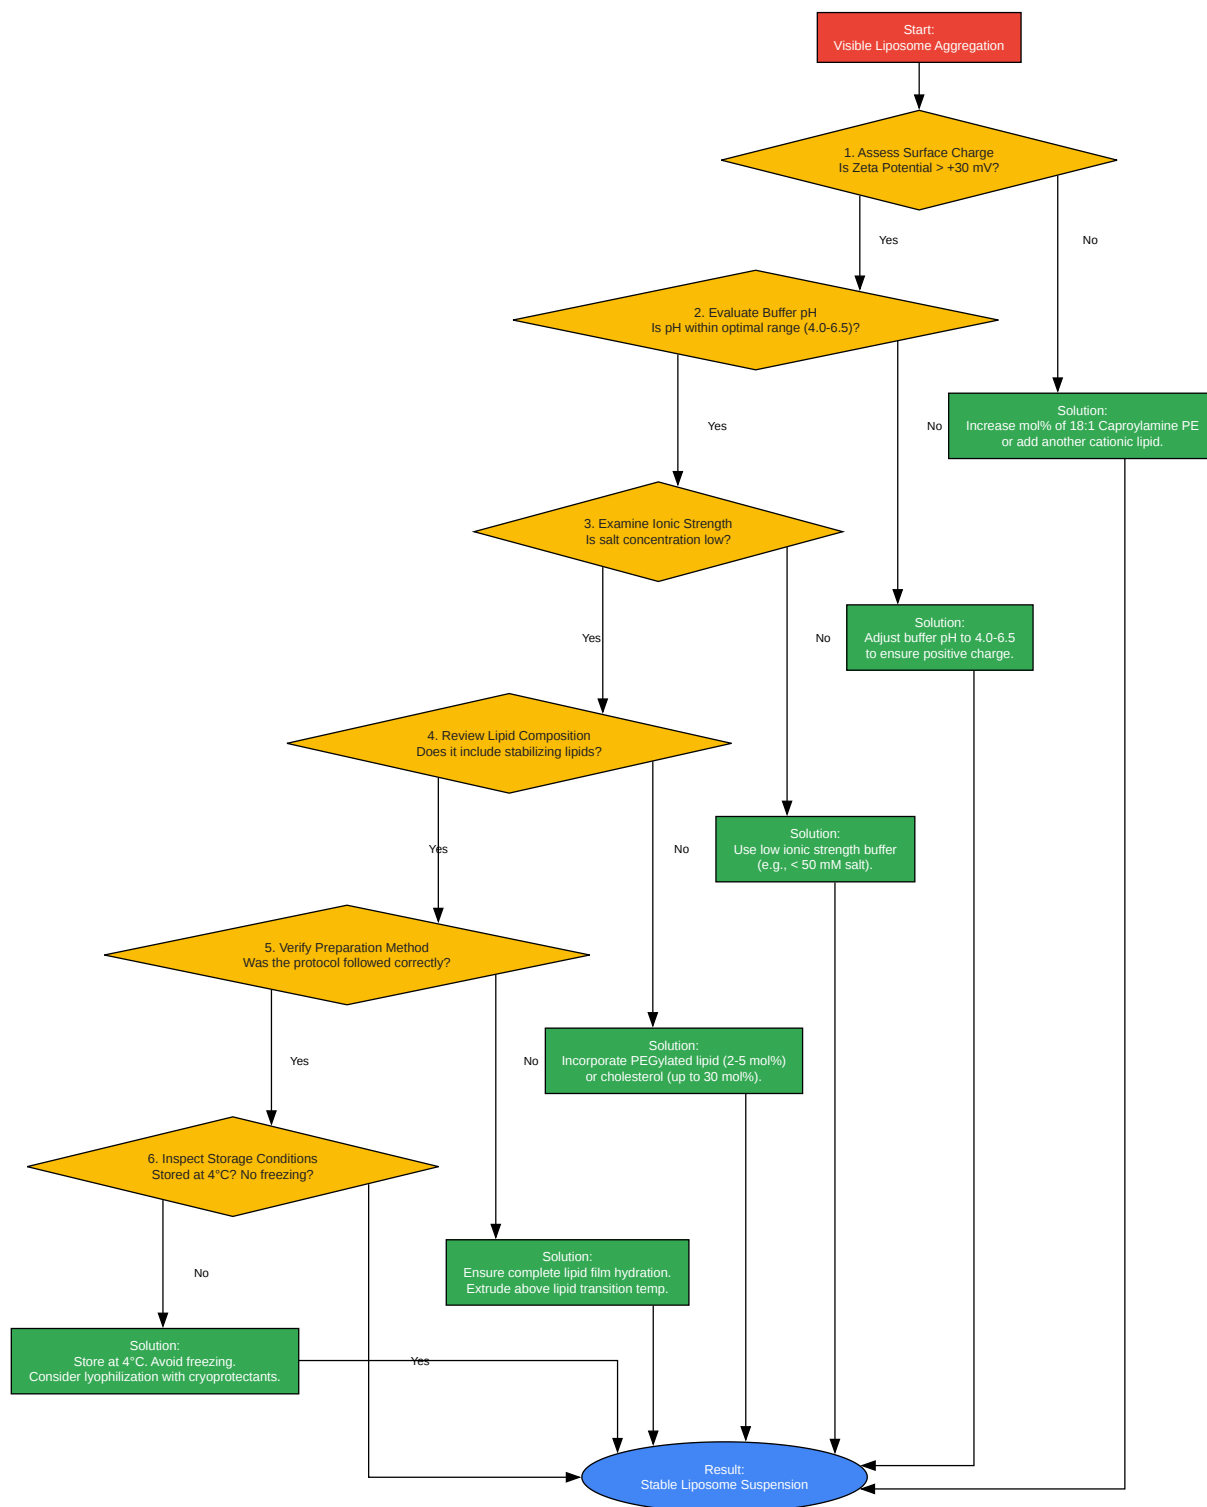 Start:
Visible Liposome Aggregation
1. Assess Surface Charge
Is Zeta Potential > +30 mV?
Yes
No
2. Evaluate Buffer pH
Is pH within optimal range (4.0-6.5)?
Solution:
Increase mol% of 18:1 Caproylamine PE
or add another cationic lipid.
Yes
No
3. Examine Ionic Strength
Is salt concentration low?
Solution:
Adjust buffer pH to 4.0-6.5
to ensure positive charge.
Yes
No
4. Review Lipid Composition
Does it include stabilizing lipids?
Solution:
Use low ionic strength buffer
(e.g., < 50 mM salt).
Yes
No
5. Verify Preparation Method
Was the protocol followed correctly?
Solution:
Incorporate PEGylated lipid (2-5 mol%)
or cholesterol (up to 30 mol%).
Yes
No
6. Inspect Storage Conditions
Stored at 4°C? No freezing?
Solution:
Ensure complete lipid film hydration.
Extrude above lipid transition temp.
No
Solution:
Store at 4°C. Avoid freezing.
Consider lyophilization with cryoprotectants.
Yes
Result:
Stable Liposome Suspension